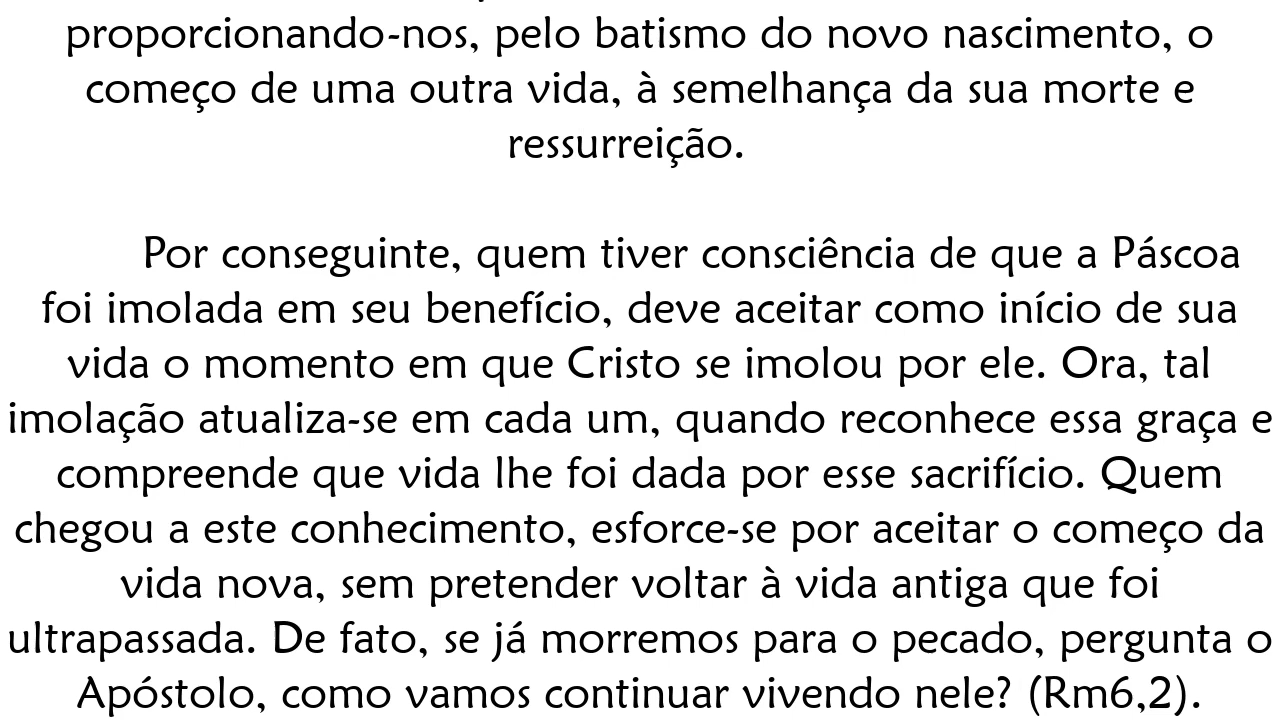 proporcionando-nos, pelo batismo do novo nascimento, o
começo de uma outra vida, à semelhança da sua morte e
ressurreição.
Por conseguinte, quem tiver consciência de que a Páscoa
foi imolada em seu benefício, deve aceitar como início de sua
vida o momento em que Cristo se imolou por ele. Ora, tal
imolação atualiza-se em cada um, quando reconhece essa graça e
compreende que vida lhe foi dada por esse sacrifício. Quem
chegou a este conhecimento, esforce-se por aceitar o começo da
vida nova, sem pretender voltar à vida antiga que foi
ultrapassada. De fato, se já morremos para o pecado, pergunta o
Apóstolo, como vamos continuar vivendo nele? (Rm6,2).